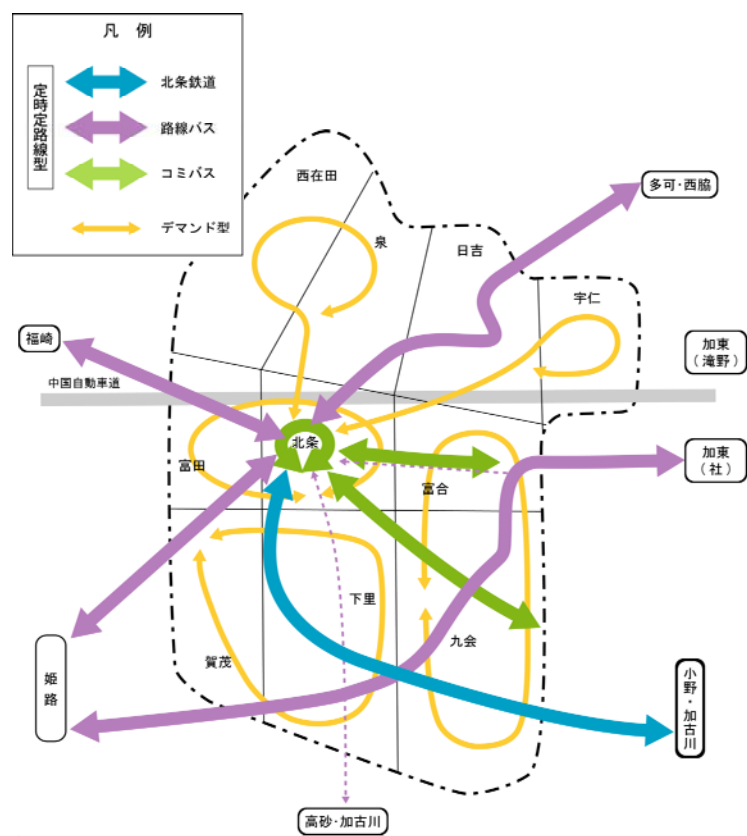 凡 例
定時定路線型
北条鉄道
路線バス
コミバス
デマンド型
西在田
多可・西脇
泉
日吉
宇仁
福崎
加東
(滝野)
中国自動車道
北条
加東
(社)
富田
富合
下里
九会
賀茂
姫路
小野・加古川
高砂・加古川